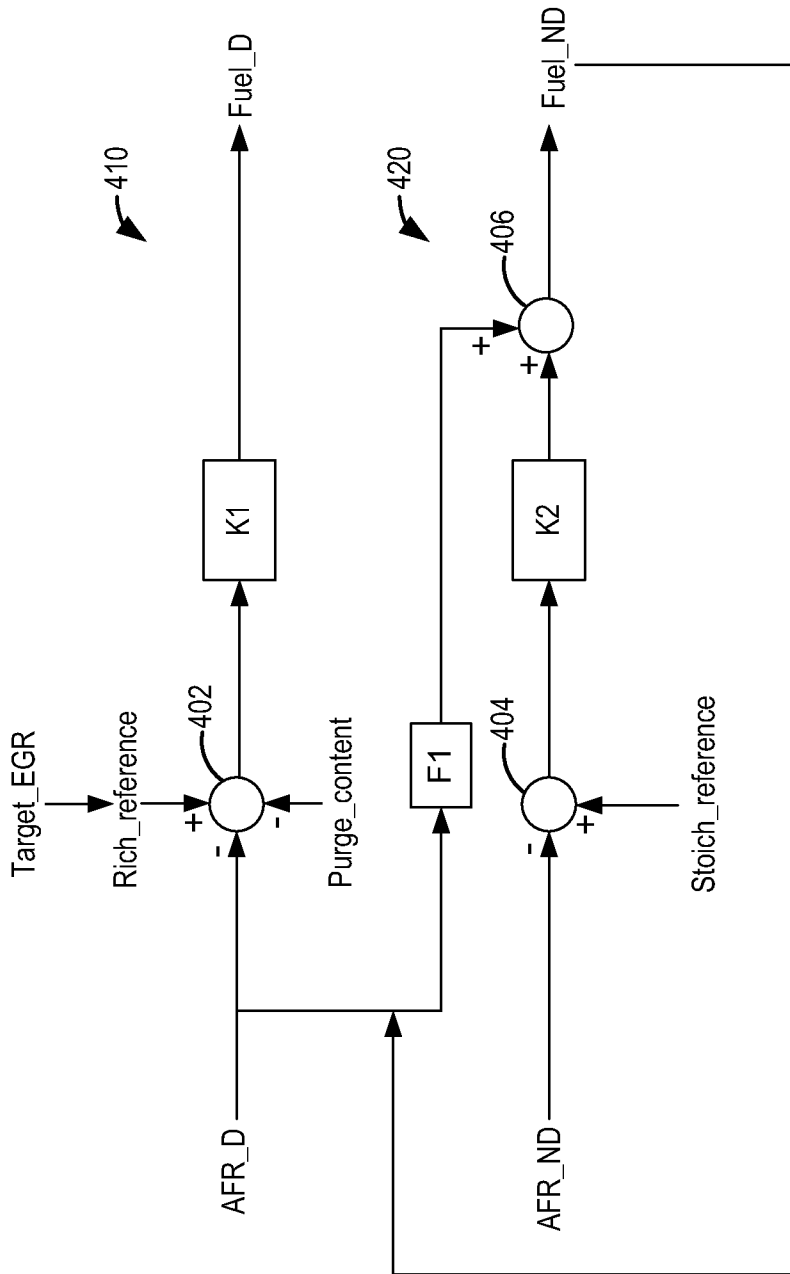 Target_EGR
Rich_reference
+
-
-
402
Purge_content
AFR_D
K1
Fuel_D
410
F1
420
AFR_ND
-
+
404
Stoich_reference
K2
+
+
406
Fuel_ND